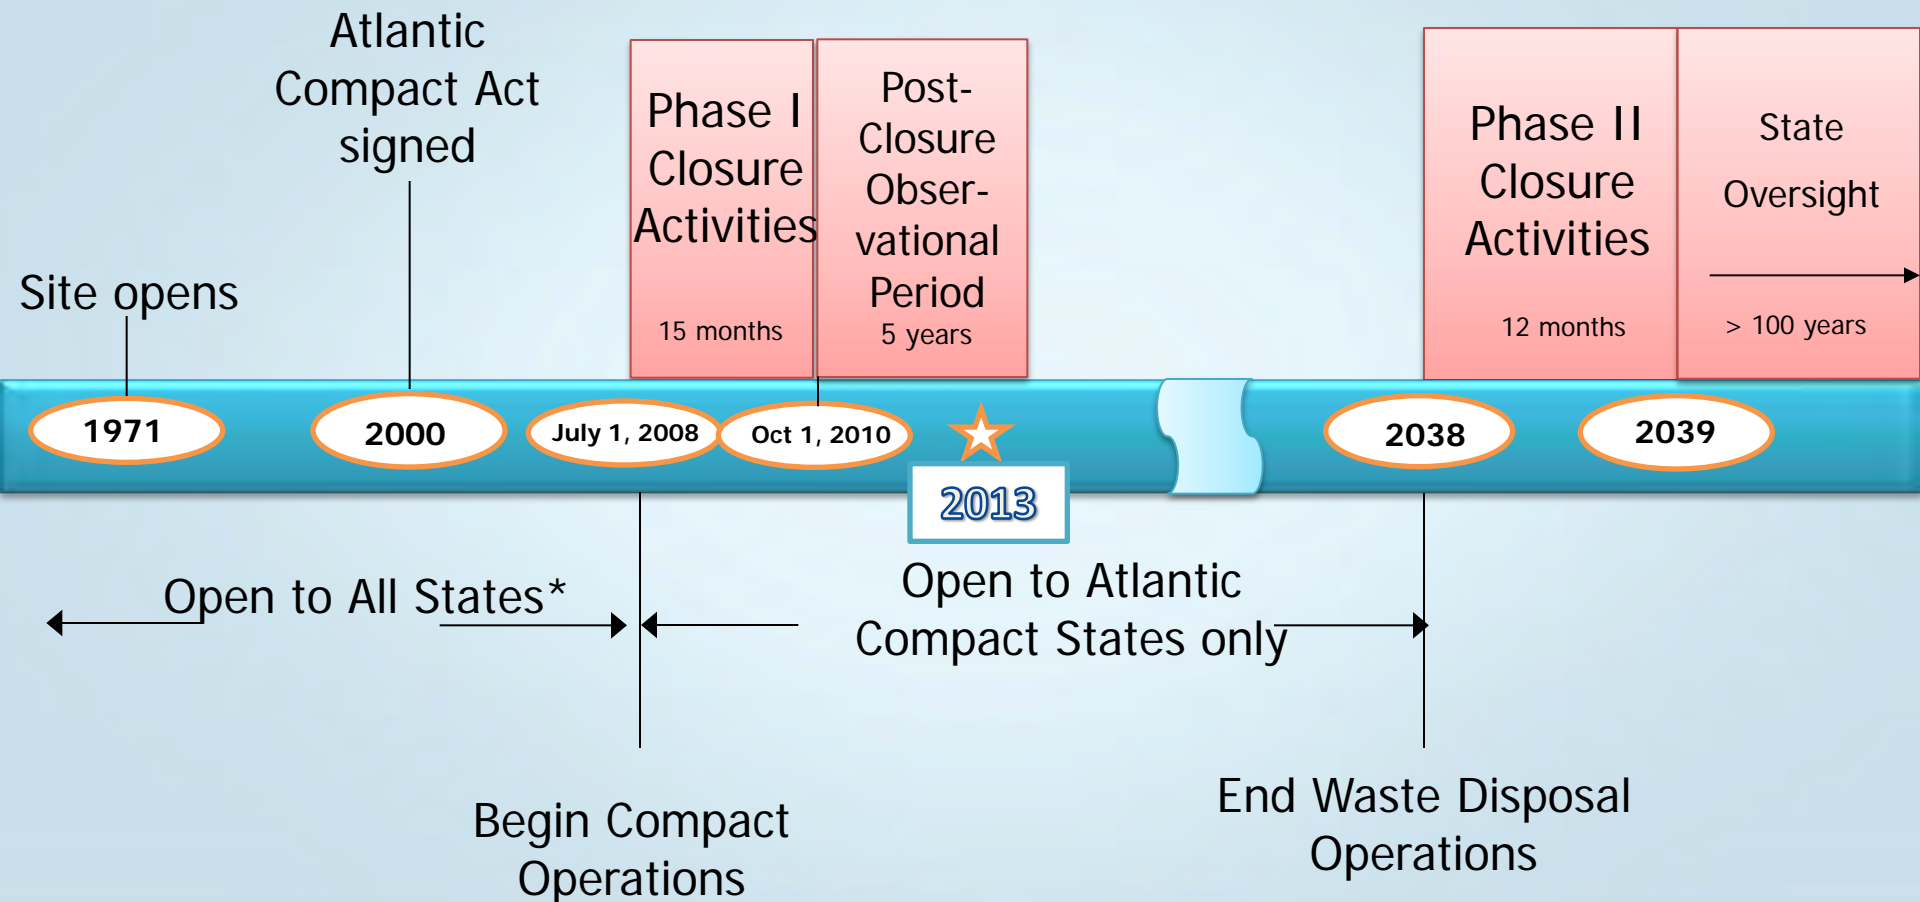 Atlantic
Compact Act
signed
Site opens
Phase I
Closure
Activities
15 months
Post-
Closure
Obser-
vational
Period
5 years
Phase II
Closure
Activities
12 months
State
Oversight
> 100 years
1971
2000
July 1, 2008
Oct 1, 2010
2013
2038
2039
Open to All States*
Open to Atlantic
Compact States only
Begin Compact
Operations
End Waste Disposal
Operations